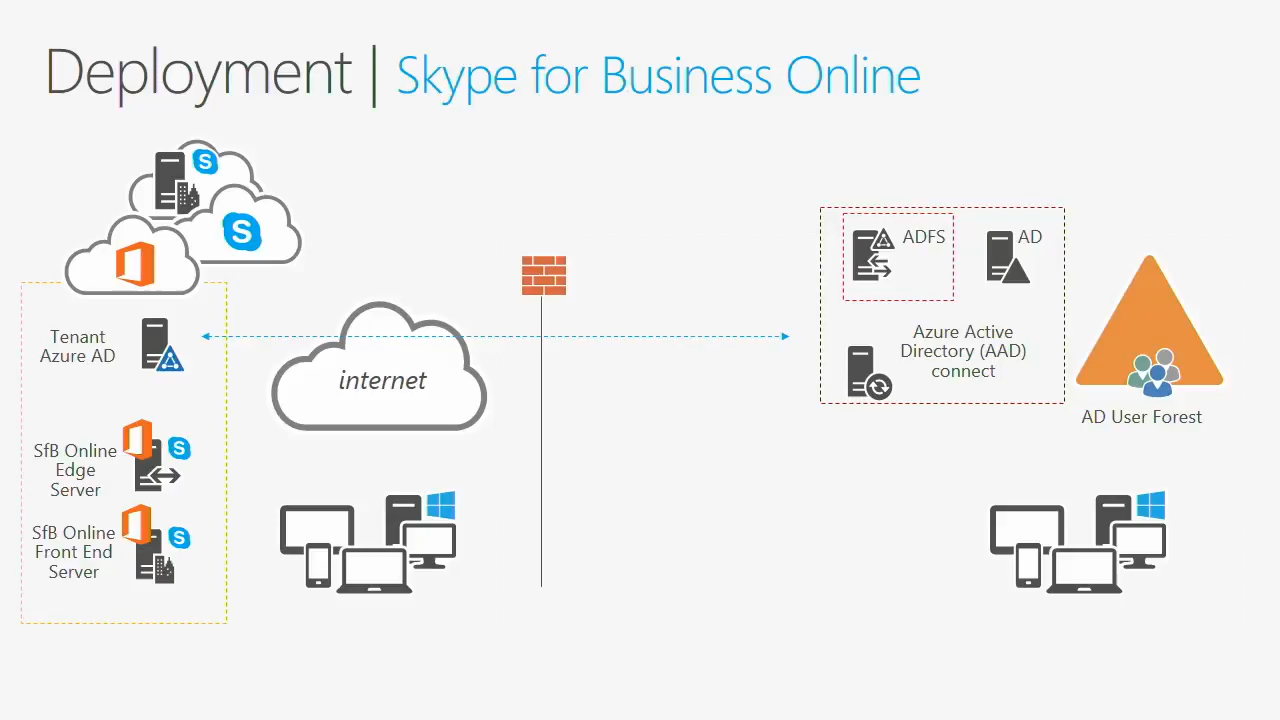 Deployment | Skype for Business Online
Tenant
Azure AD
SfB Online
Edge
Server
SfB Online
Front End
Server
internet
ADFS
AD
Azure Active
Directory (AAD)
connect
AD User Forest